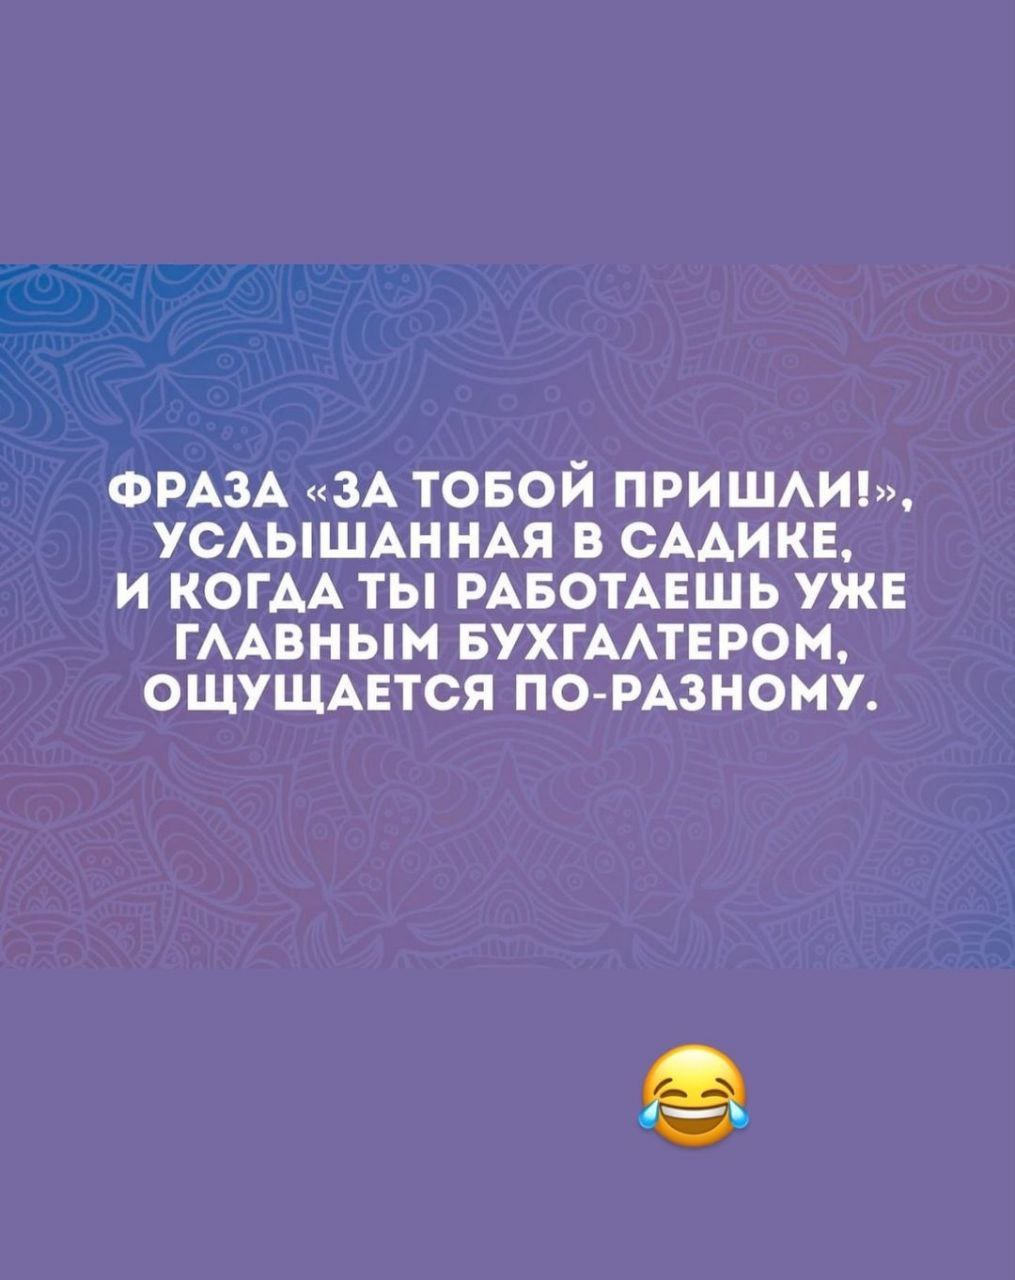 ФРАЗА «ЗА ТОБОЙ ПРИШЛИ!»,
УСЛЫШАННАЯ В САДИКЕ,
И КОГДА ТЫ РАБОТАЕШЬ УЖЕ
ГЛАВНЫМ БУХГАЛТЕРОМ,
ОЩУЩАЕТСЯ ПО-РАЗНОМУ.